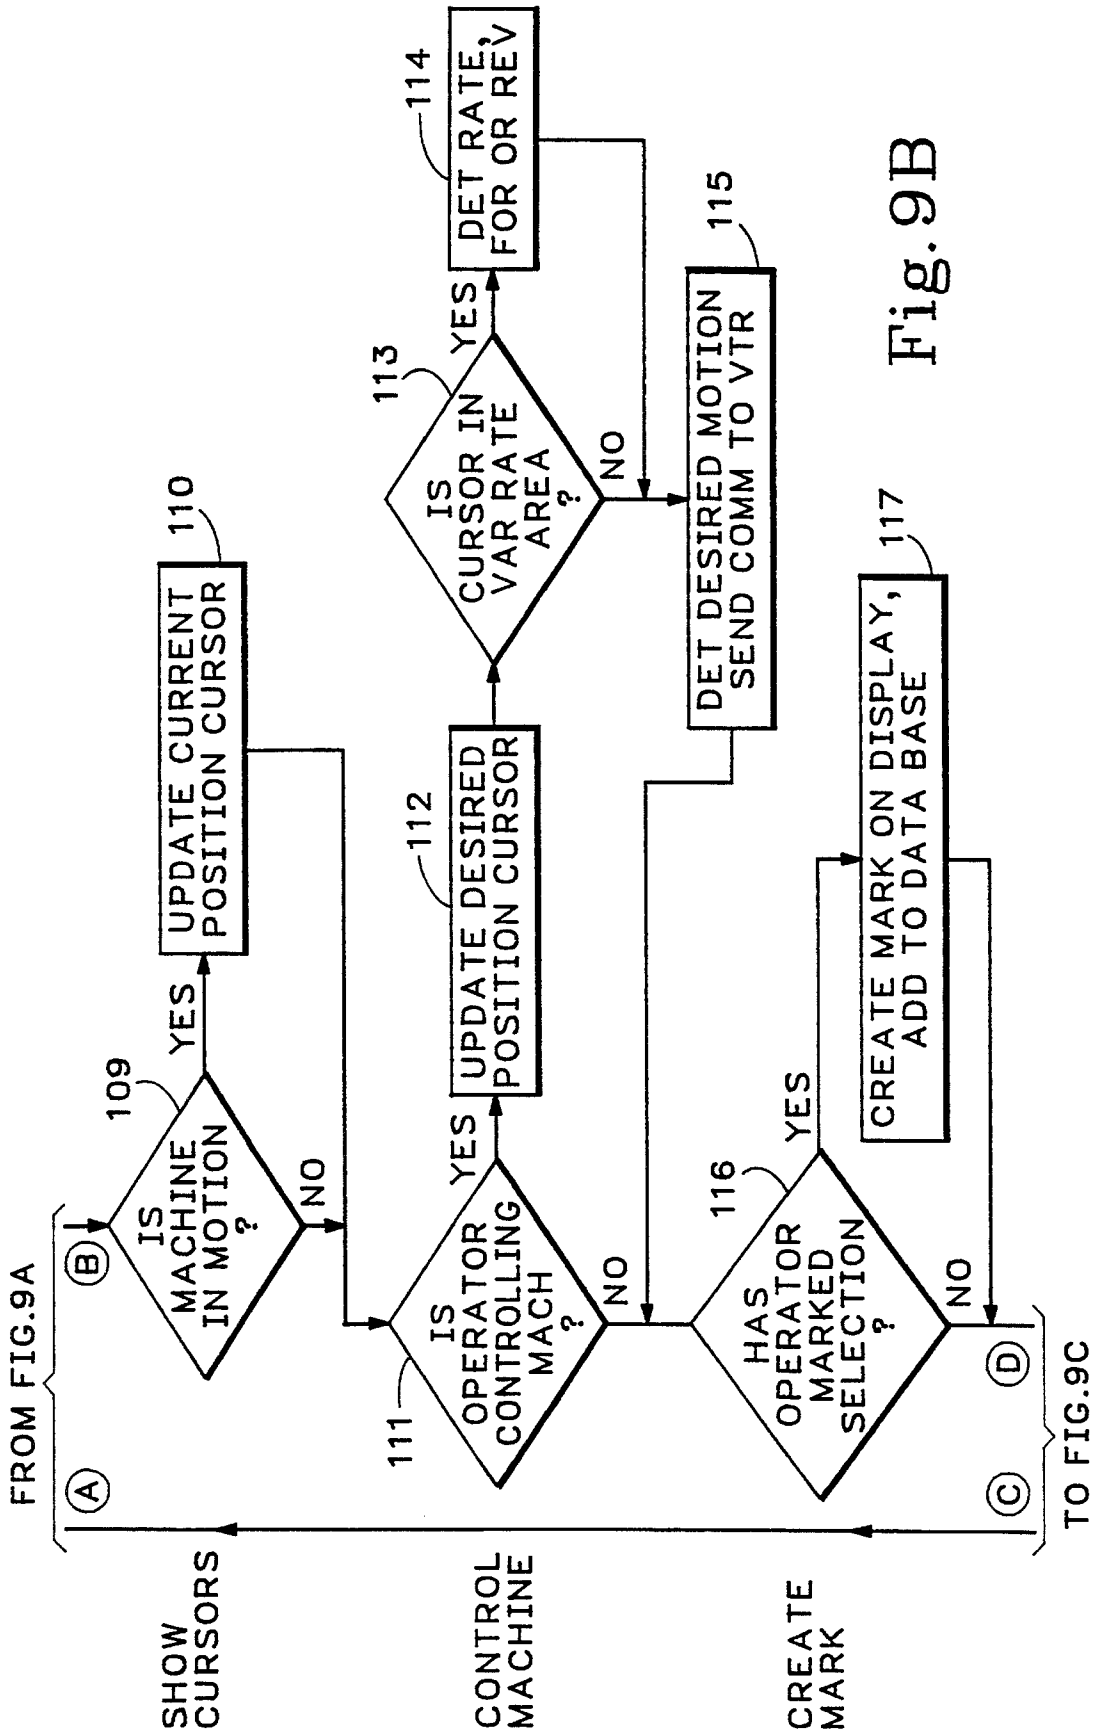 FROM FIG.9A
A
B
SHOW
CURSORS
109
IS
MACHINE
IN MOTION
?
YES
NO
110
UPDATE CURRENT
POSITION CURSOR
CONTROL
MACHINE
111
IS
OPERATOR
CONTROLLING
MACH
?
YES
NO
112
UPDATE DESIRED
POSITION CURSOR
113
IS
CURSOR IN
VAR RATE
AREA
?
YES
NO
114
DET RATE,
FOR OR REV
115
DET DESIRED MOTION
SEND COMM TO VTR
CREATE
MARK
116
HAS
OPERATOR
MARKED
SELECTION
?
YES
NO
117
CREATE MARK ON DISPLAY,
ADD TO DATA BASE
C
D
TO FIG.9C
Fig. 9B